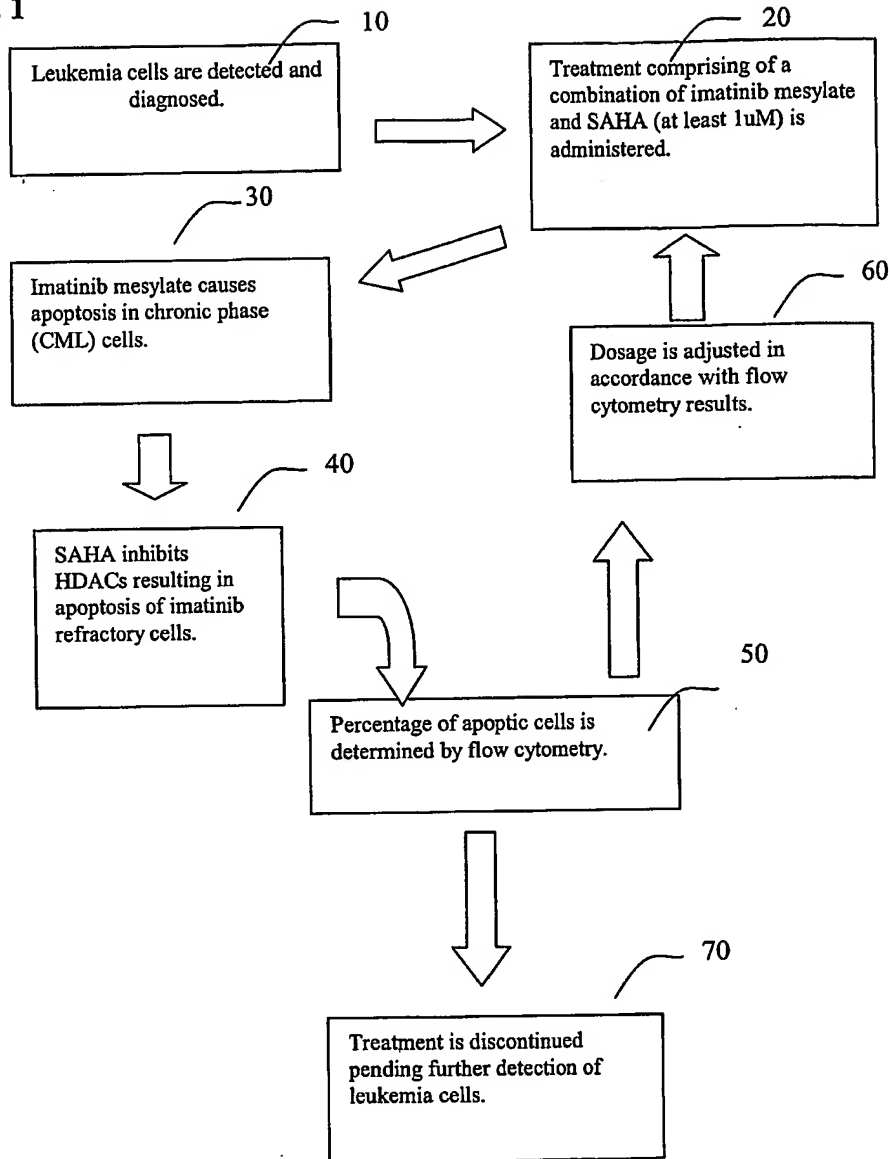 1
10
Leukemia cells are detected and
diagnosed.
20
Treatment comprising of a
combination of imatinib mesylate
and SAHA (at least 1uM) is
administered.
30
Imatinib mesylate causes
apoptosis in chronic phase
(CML) cells.
60
Dosage is adjusted in
accordance with flow
cytometry results.
40
SAHA inhibits
HDACs resulting in
apoptosis of imatinib
refractory cells.
50
Percentage of apoptic cells is
determined by flow cytometry.
70
Treatment is discontinued
pending further detection of
leukemia cells.